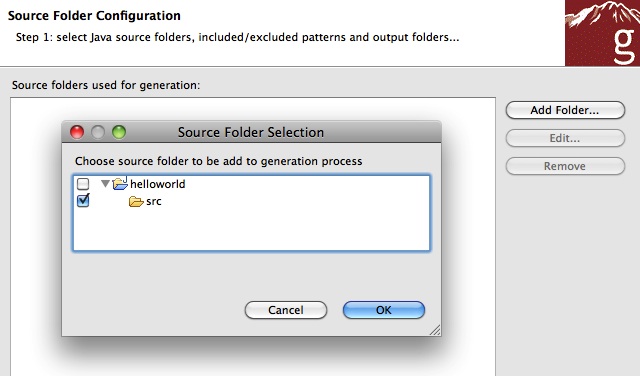 Source Folder Configuration
Step 1: select Java source folders, included/excluded patterns and output folders...
g
Source folders used for generation:
Add Folder...
Edit...
Remove
Source Folder Selection
Choose source folder to be add to generation process
helloworld
src
Cancel
OK